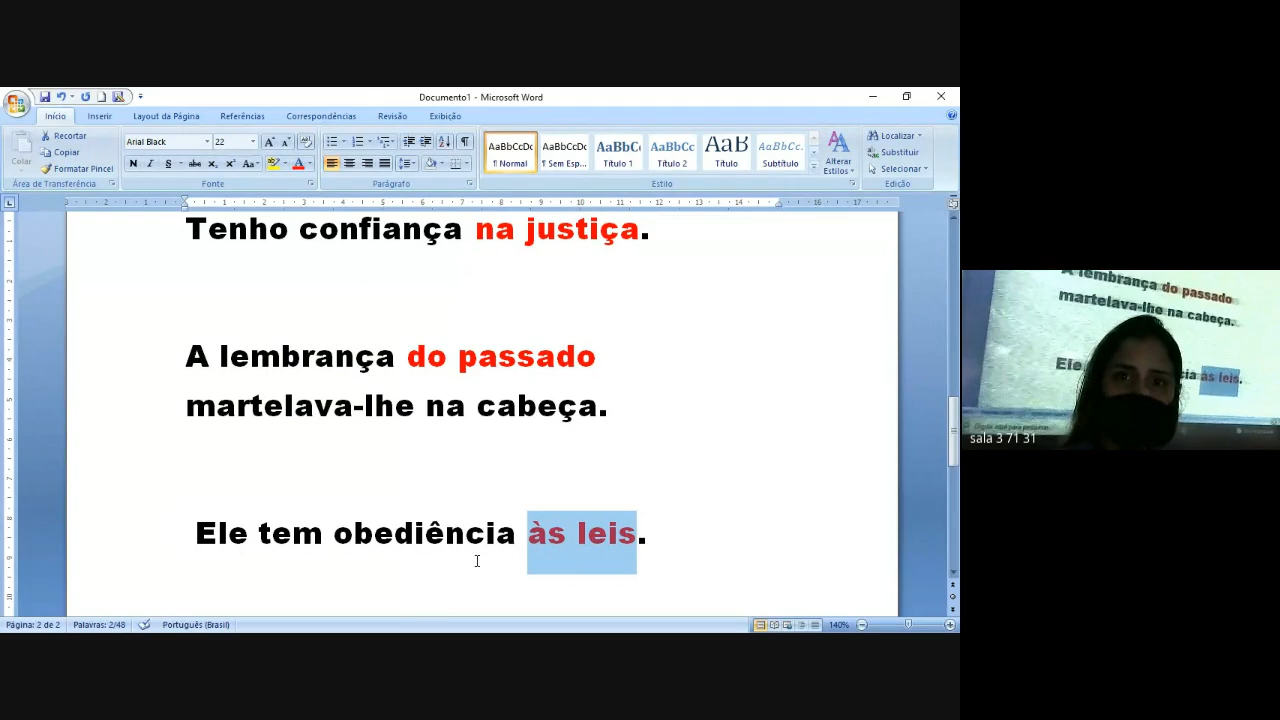 Documento1 - Microsoft Word
Início
Inserir
Layout da Página
Referências
Correspondências
Revisão
Exibição
Colar
Recortar
Copiar
Formatar Pincel
Área de Transferência
Arial Black
22
Fonte
Parágrafo
AaBbCcDc
¶ Normal
AaBbCcDc
¶ Sem Esp...
AaBbC
Título 1
AaBbCc
Título 2
AaB
Título
AaBbCc.
Subtítulo
Alterar
Estilos
Estilo
Localizar
Substituir
Selecionar
Edição
Tenho confiança na justiça.
A lembrança do passado
martelava-lhe na cabeça.
Ele tem obediência às leis.
Página: 2 de 2
Palavras: 2/48
Português (Brasil)
140%
A lembrança do passado
martelava-lhe na cabeça.
às leis.
sala 3 71 31